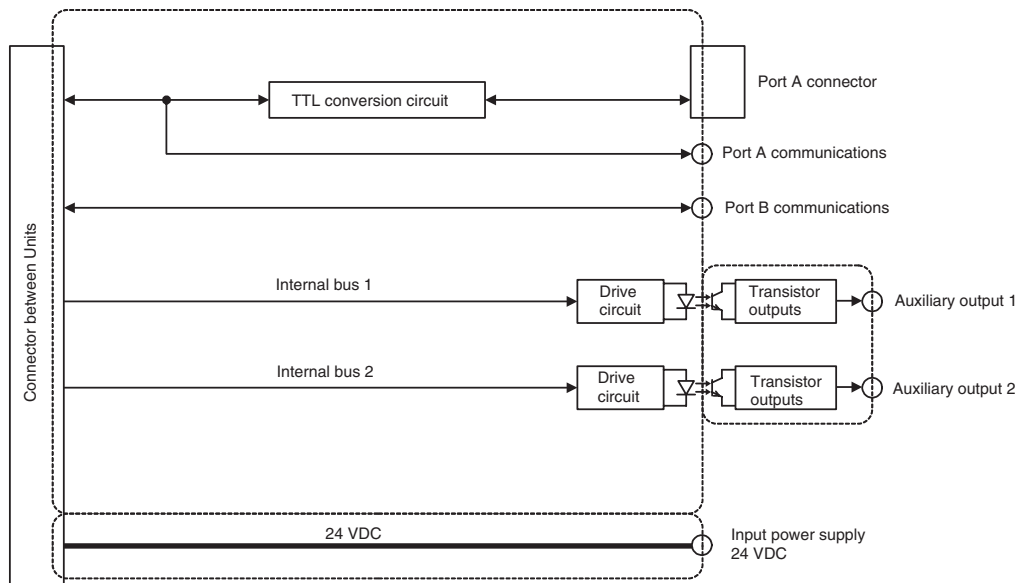 Connector between Units
TTL conversion circuit
Port A connector
Port A communications
Port B communications
Internal bus 1
Drive
circuit
Transistor
outputs
Auxiliary output 1
Internal bus 2
Drive
circuit
Transistor
outputs
Auxiliary output 2
24 VDC
Input power supply
24 VDC